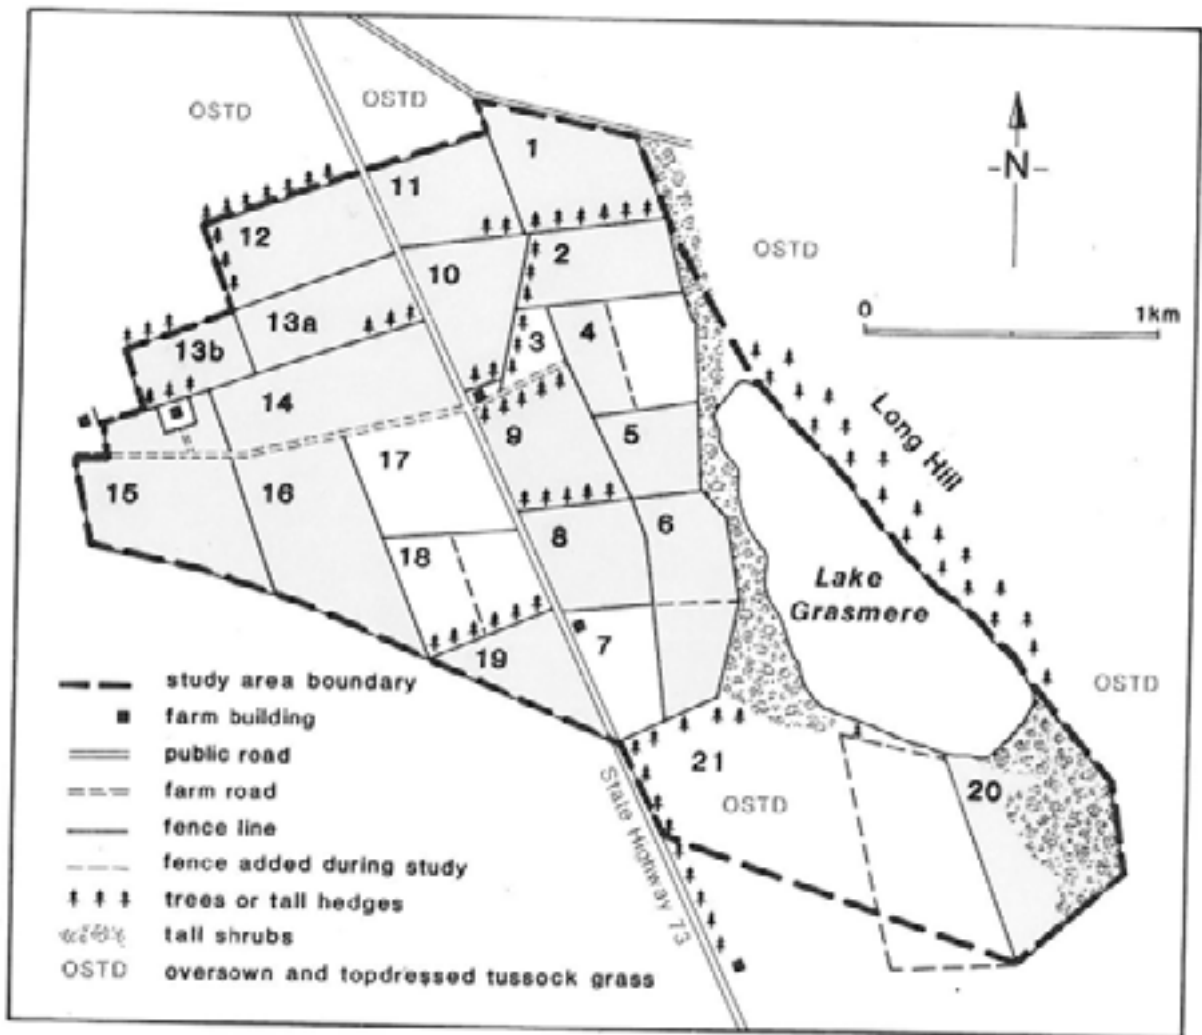 OSTD
OSTD
1
11
-N-
12
2
OSTD
10
0
1km
13a
3
4
13b
14
Long Hill
9
5
17
15
16
6
8
18
Lake
Grasmere
7
19
OSTD
21
OSTD
20
State Highway 73
study area boundary
farm building
public road
farm road
fence line
fence added during study
trees or tall hedges
tall shrubs
OSTD oversown and topdressed tussock grass